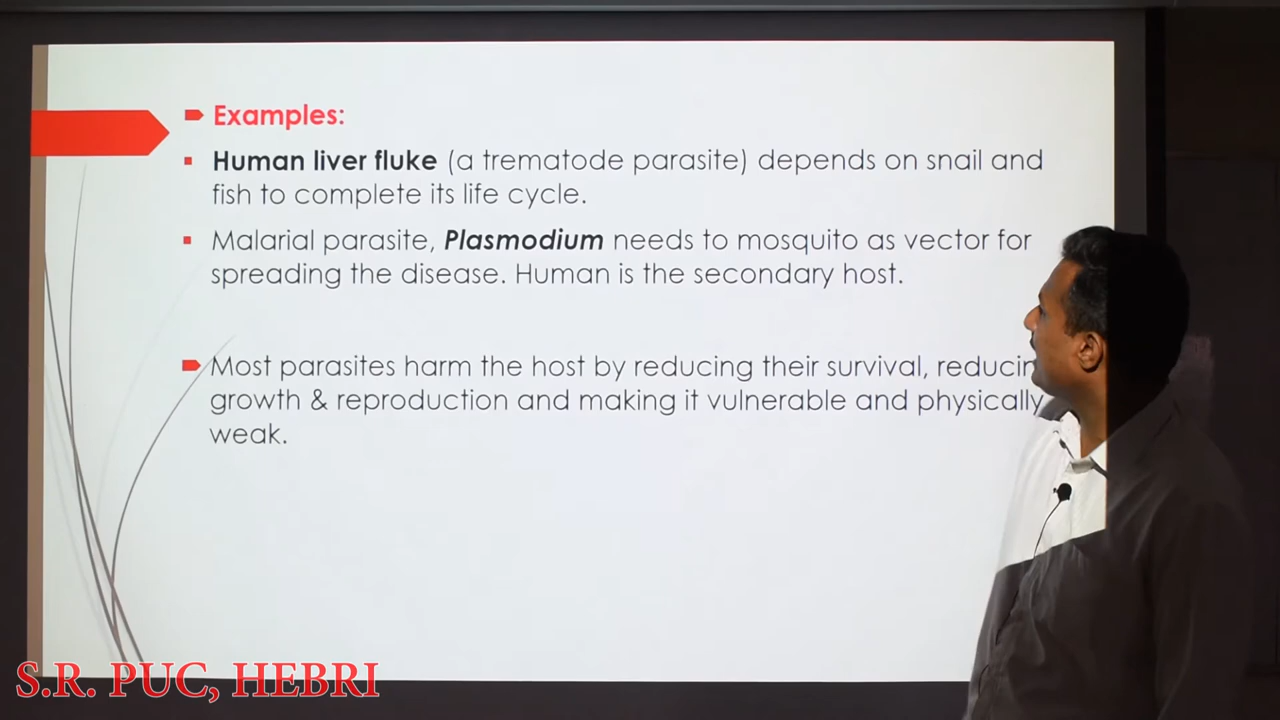 Examples:
Human liver fluke (a trematode parasite) depends on snail and
fish to complete its life cycle.
Malarial parasite, Plasmodium needs to mosquito as vector for
spreading the disease. Human is the secondary host.
Most parasites harm the host by reducing their survival, reducin
growth & reproduction and making it vulnerable and physically
weak.
S.R. PUC, HEBRI